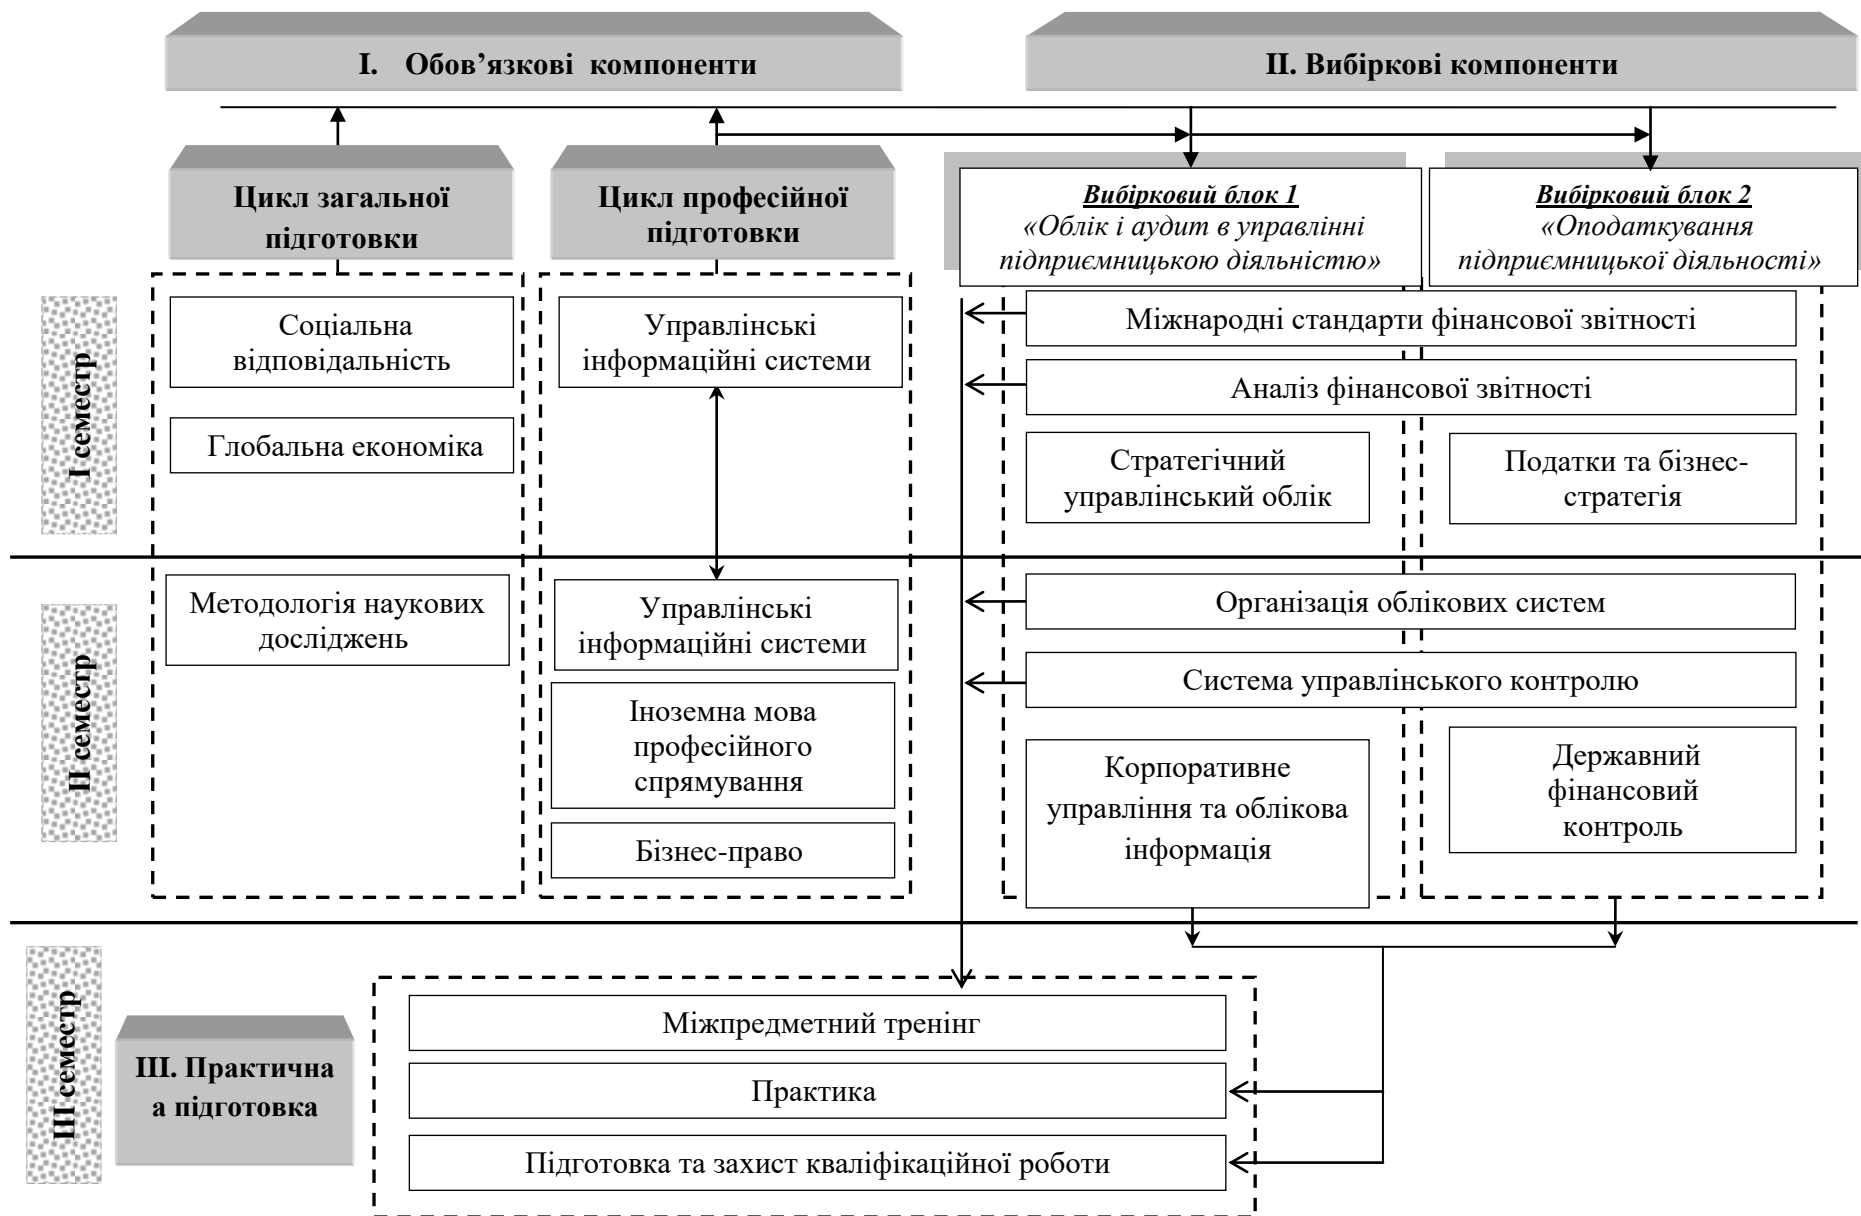 І. Обов’язкові компоненти
ІІ. Вибіркові компоненти
Цикл загальної
підготовки
Цикл професійної
підготовки
Вибірковий блок 1
«Облік і аудит в управлінні
підприємницькою діяльністю»
Вибірковий блок 2
«Оподаткування
підприємницької діяльності»
І семестр
Соціальна
відповідальність
Глобальна економіка
Управлінські
інформаційні системи
Міжнародні стандарти фінансової звітності
Аналіз фінансової звітності
Стратегічний
управлінський облік
Податки та бізнес-
стратегія
ІІ семестр
Методологія наукових
досліджень
Управлінські
інформаційні системи
Іноземна мова
професійного
спрямування
Бізнес-право
Організація облікових систем
Система управлінського контролю
Корпоративне
управління та облікова
інформація
Державний
фінансовий
контроль
ІІІ семестр
ІІІ. Практична
а підготовка
Міжпредметний тренінг
Практика
Підготовка та захист кваліфікаційної роботи